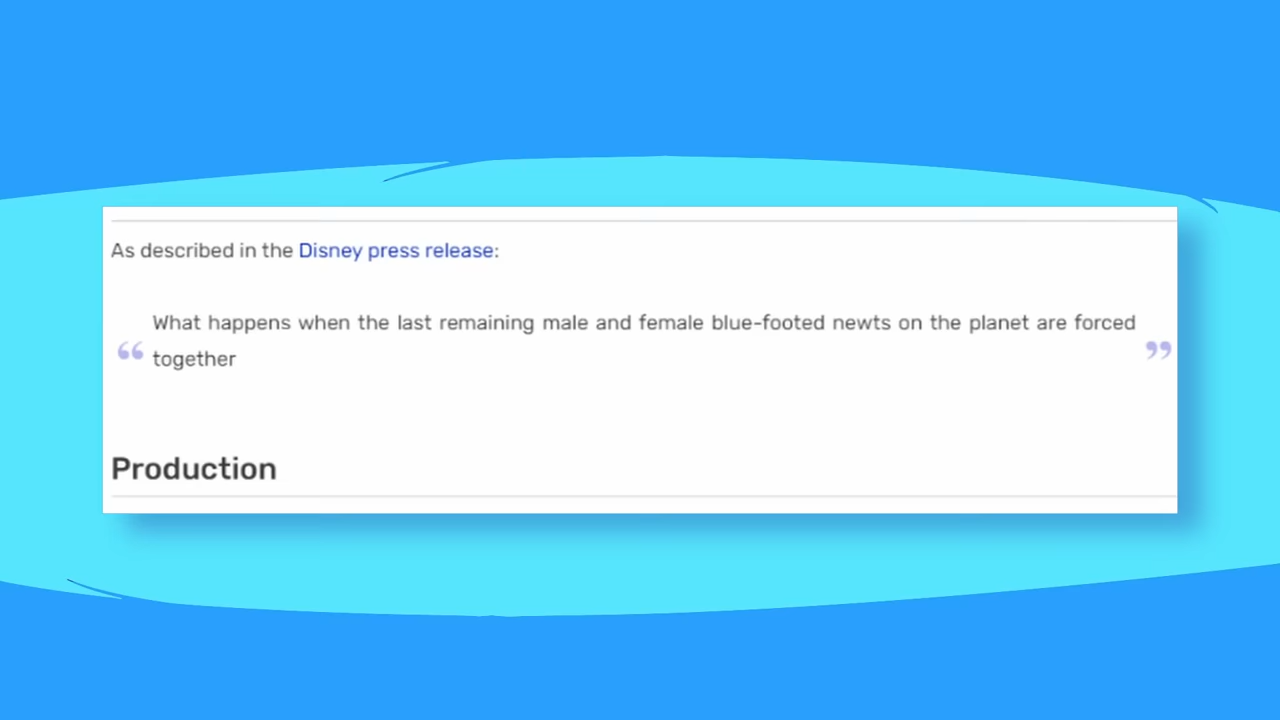 As described in the Disney press release:
What happens when the last remaining male and female blue-footed newts on the planet are forced
“ together ”
Production